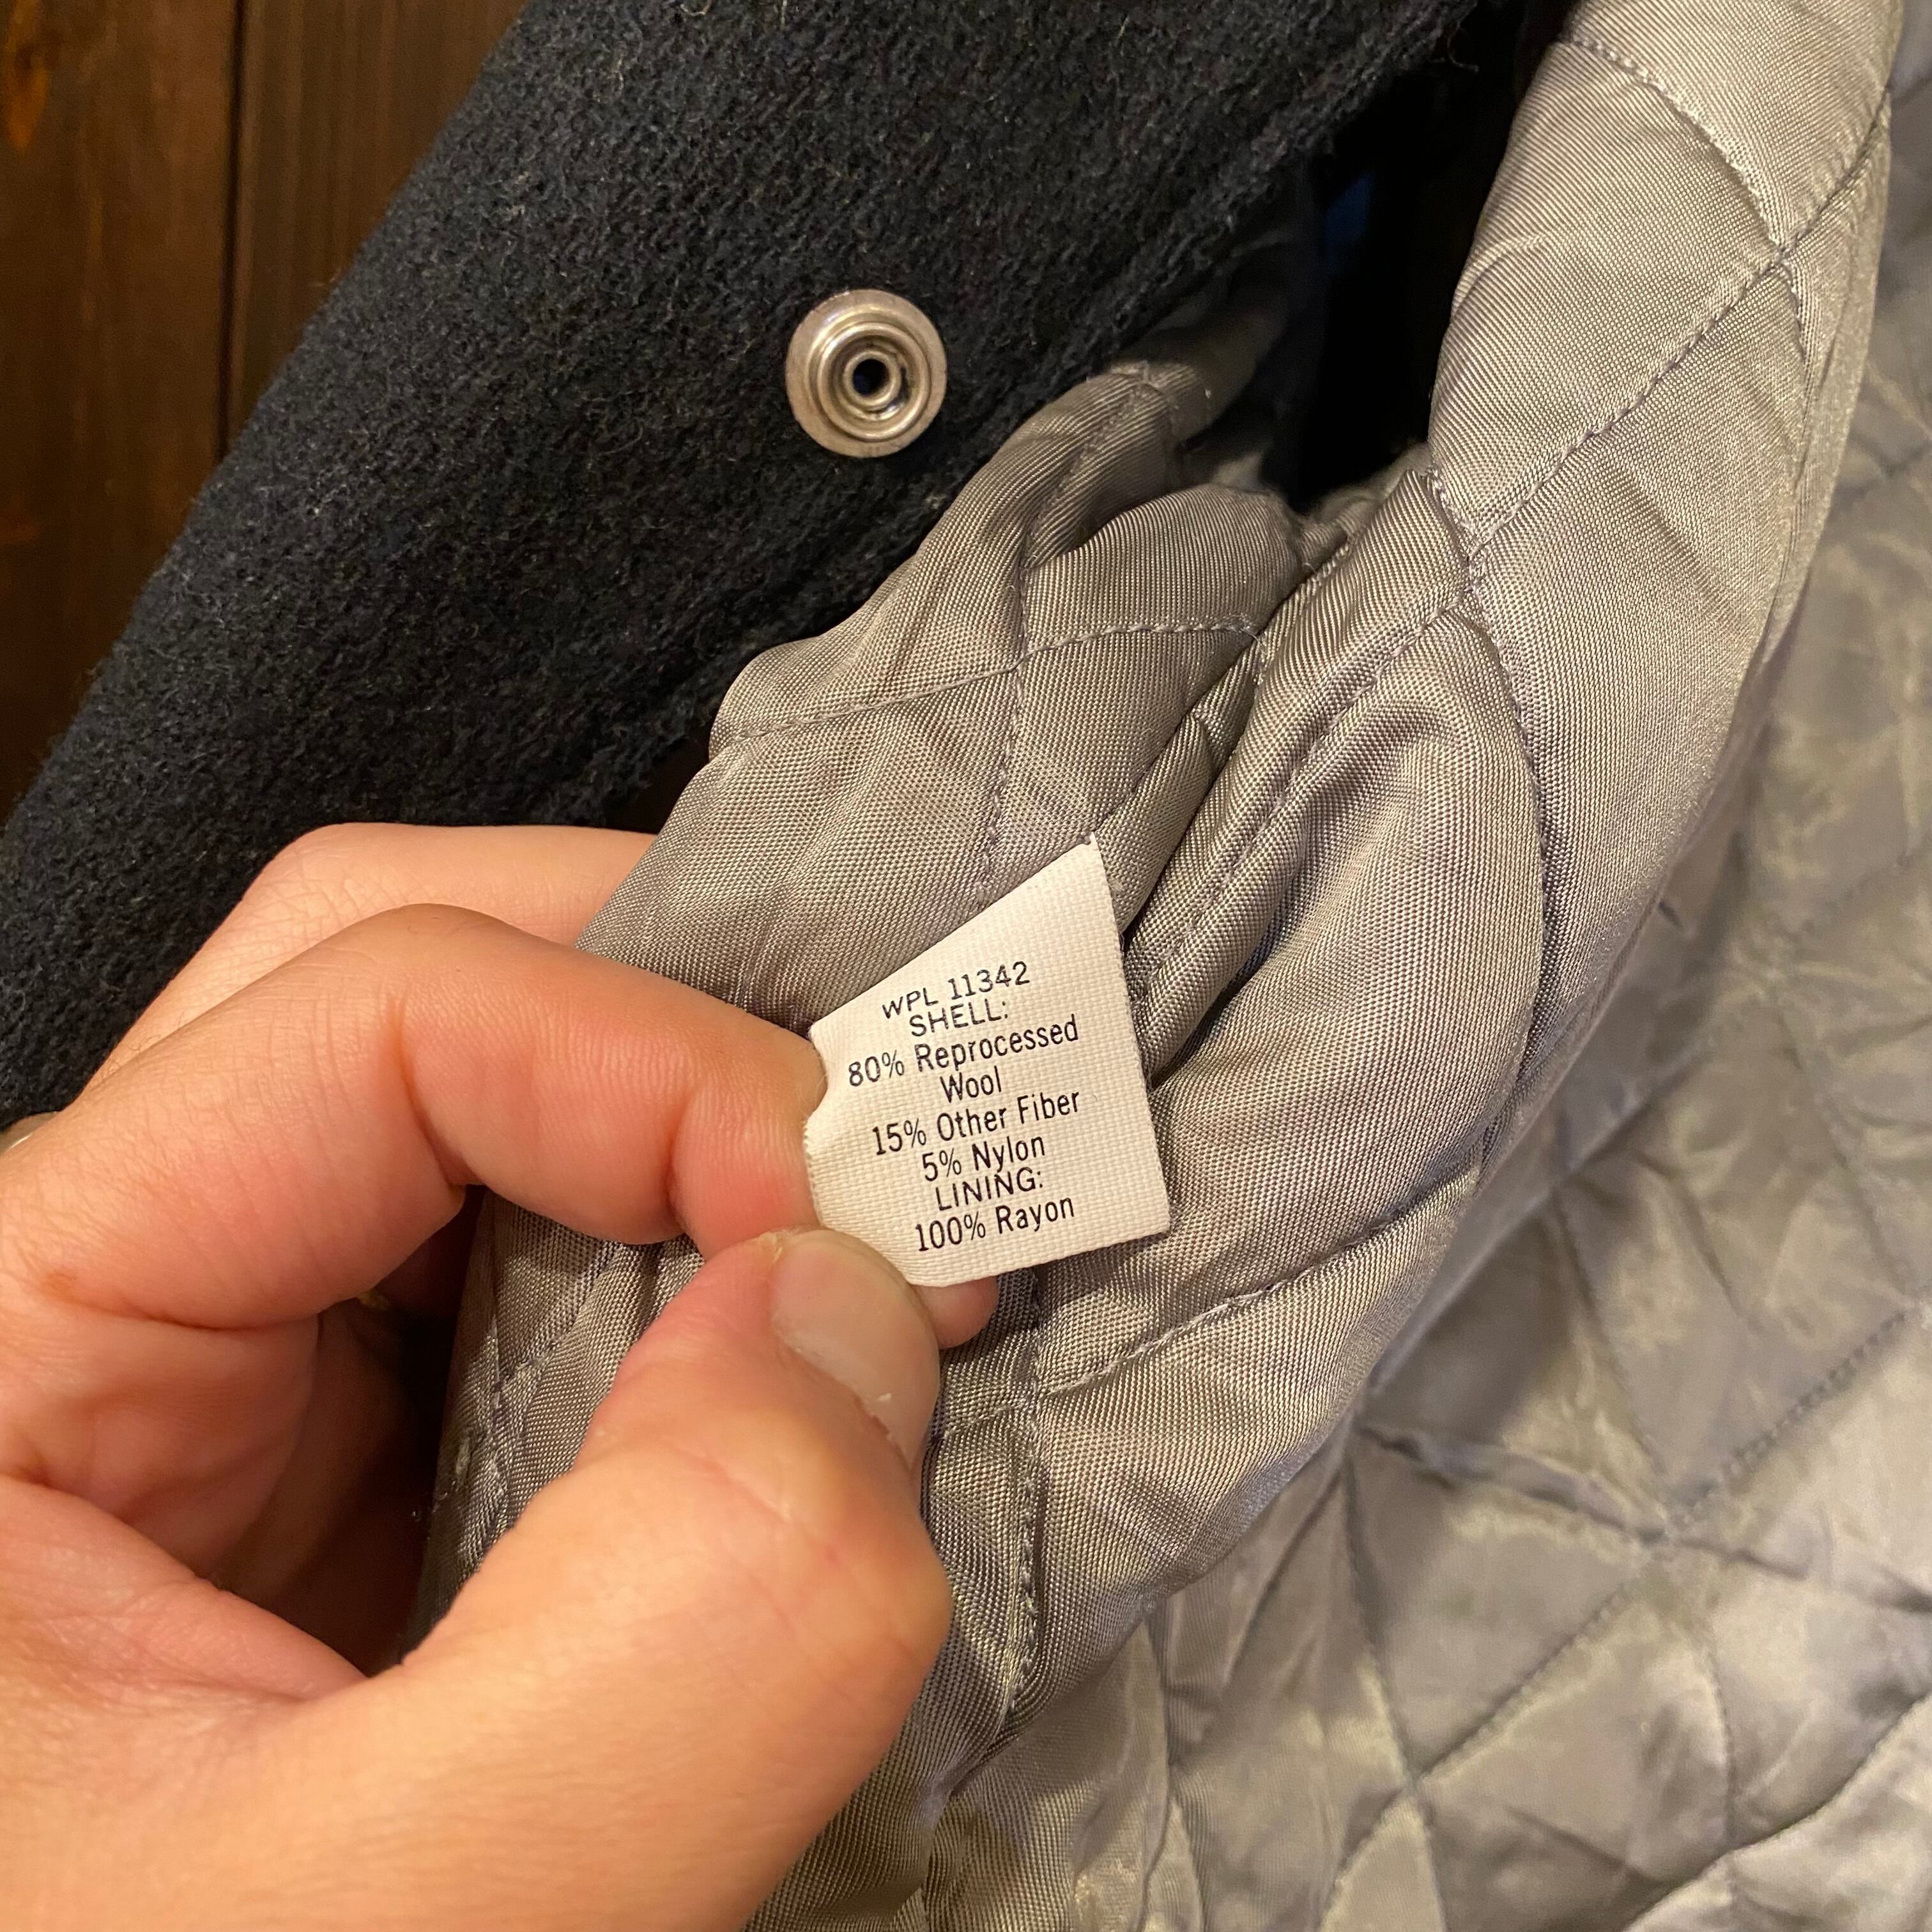 WPL 11342
SHELL:
80% Reprocessed
Wool
15% Other Fiber
5% Nylon
LINING:
100% Rayon